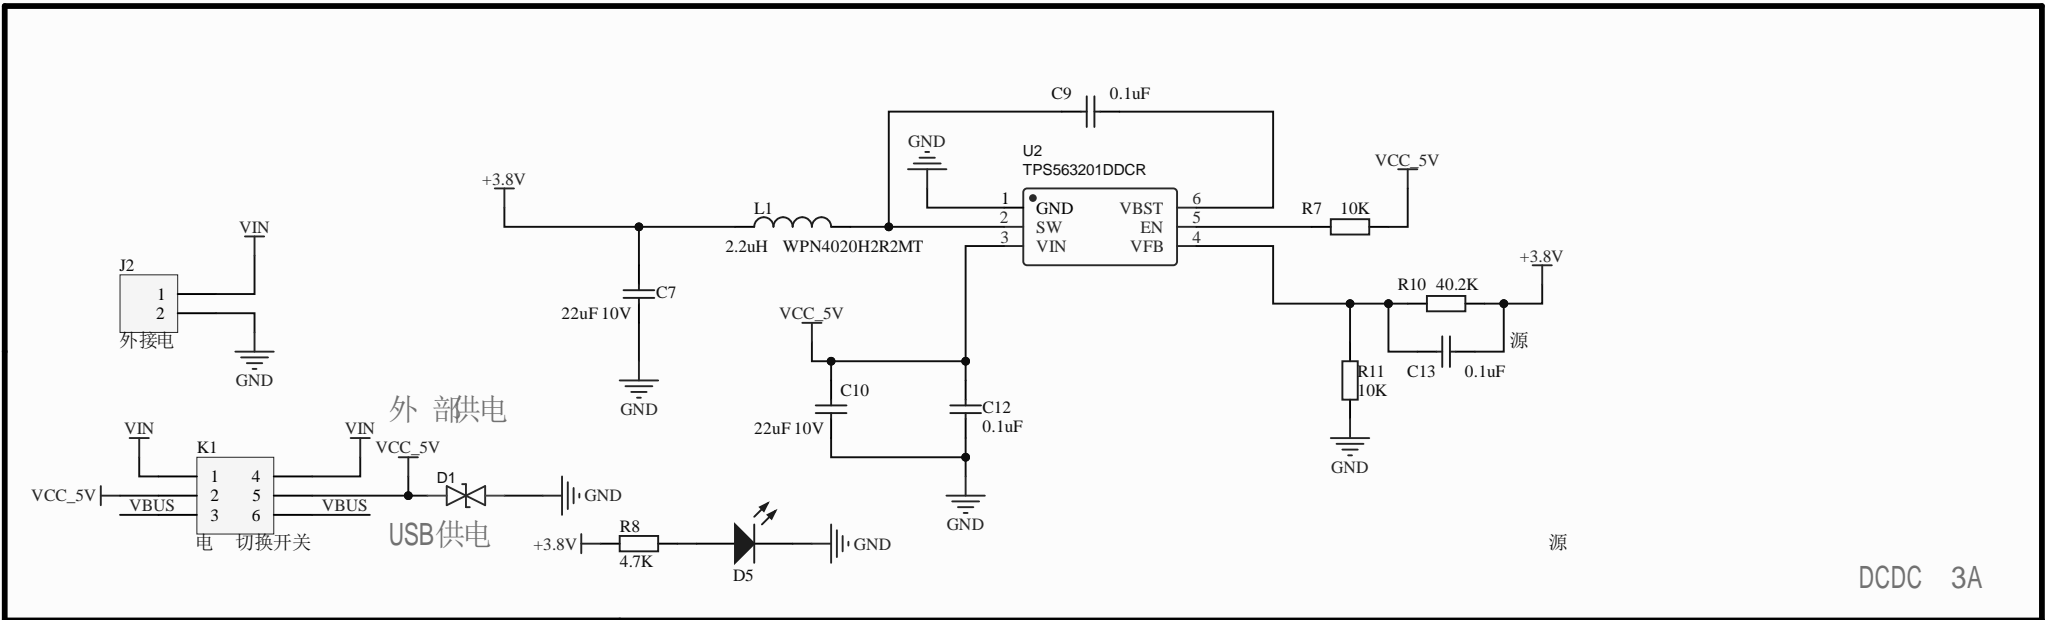 C9 0.1uF
GND
U2
TPS563201DDCR
VCC_5V
+3.8V
L1
1 GND VBST 6
2 SW EN 5
3 VIN VFB 4
R7 10K
2.2uH WPN4020H2R2MT
VIN
J2
1
2
外接电
GND
C7
22uF 10V
GND
+3.8V
R10 40.2K
源
C13 0.1uF
R11
10K
GND
VCC_5V
C10
22uF 10V
C12
0.1uF
GND
外 部供电
VIN
K1
VIN
VCC_5V
1 4
VCC_5V 2 5
VBUS 3 6 VBUS
电 切换开关
D1
GND
USB供电
R8
+3.8V
4.7K
D5
GND
源
DCDC 3A